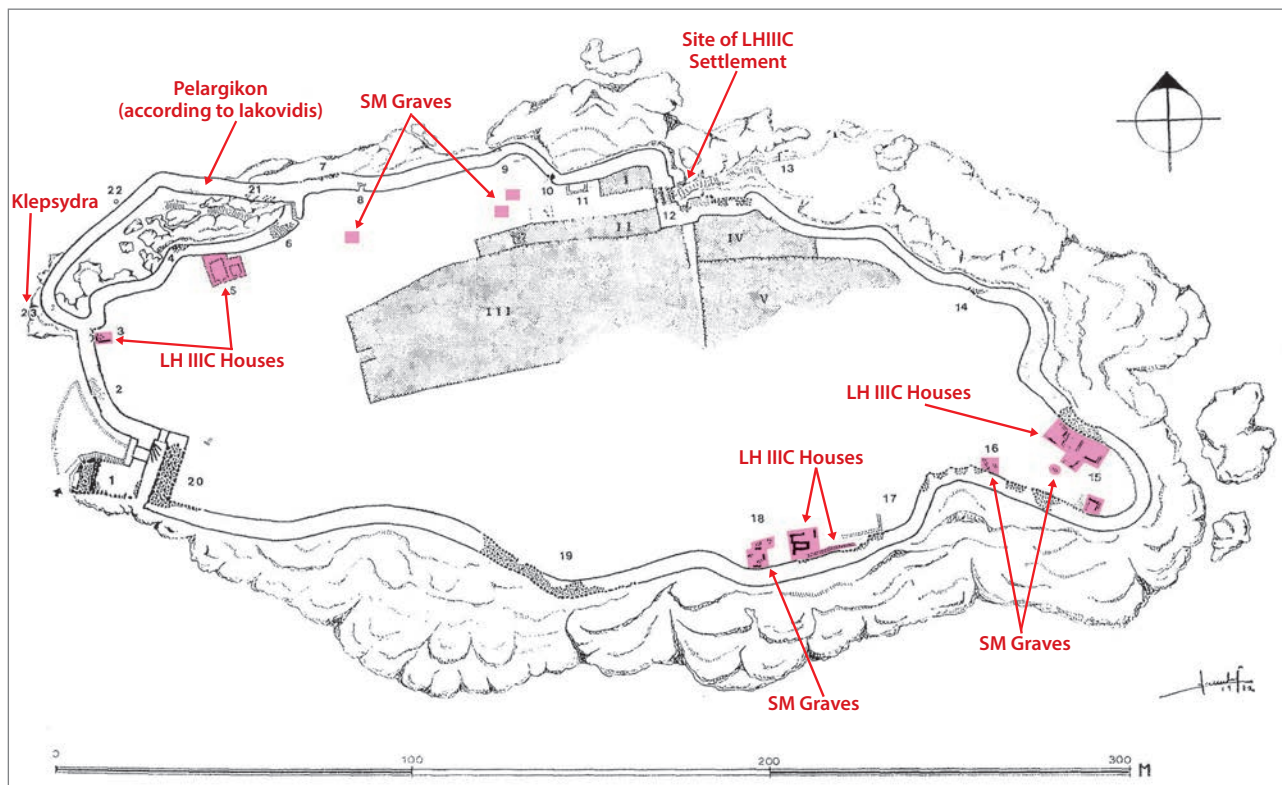 Site of LHIIIC
Settlement
Pelargikon
(according to Iakovidis)
SM Graves
Klepsydra
LH IIIC Houses
LH IIIC Houses
LH IIIC Houses
SM Graves
SM Graves
22
21
7
8
9
10
11
I
12
13
II
IV
III
V
6
4
5
23
3
2
1
20
14
15
16
17
18
19
0
100
200
300
M